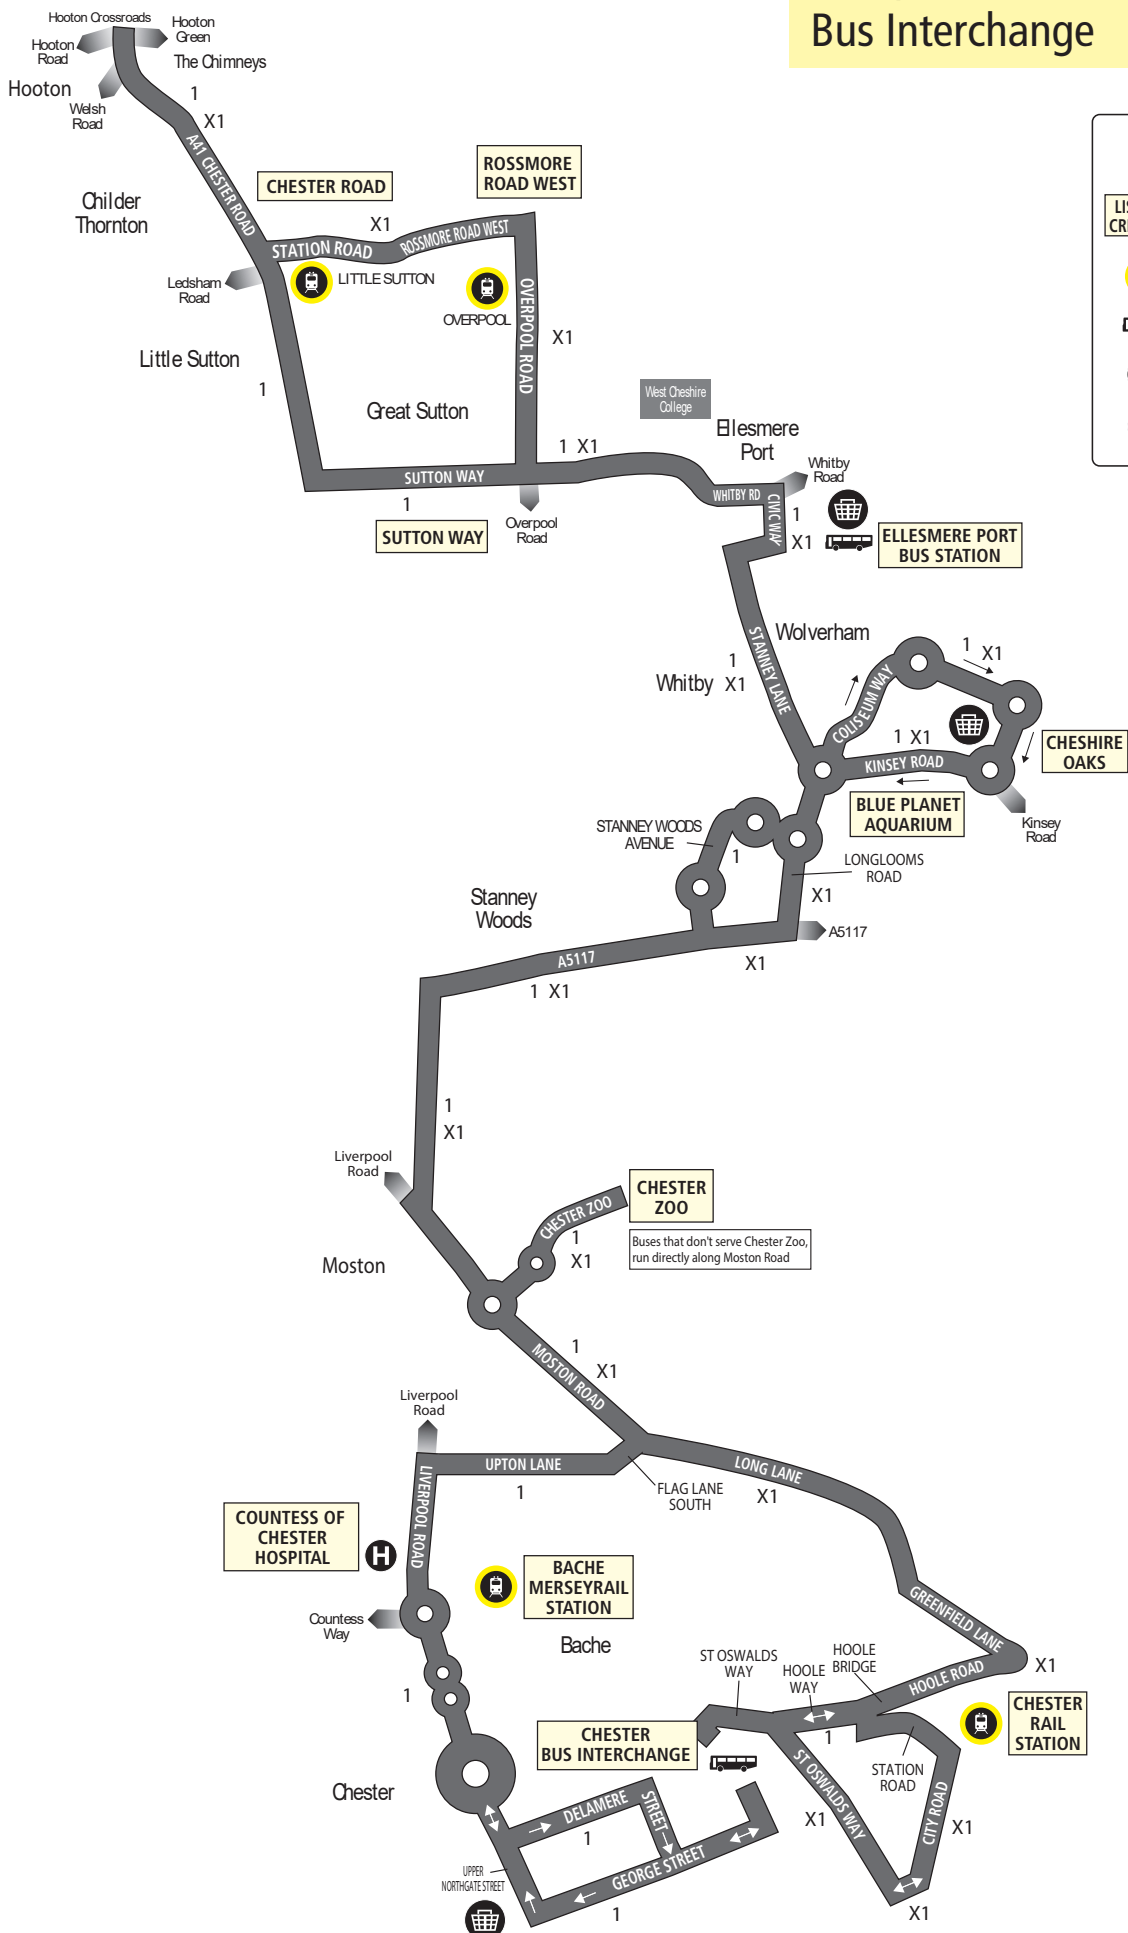 Bus Interchange
Hooton Crossroads
Hooton
Green
Hooton
Road
The Chimneys
Hooton
Welsh
Road
1
X1
A41 CHESTER ROAD
CHESTER ROAD
ROSSMORE
ROAD WEST
Childer
Thornton
X1
STATION ROAD
ROSSMORE ROAD WEST
LITTLE SUTTON
OVERPOOL
Ledsham
Road
OVERPOOL ROAD
X1
Little Sutton
1
Great Sutton
West Cheshire
College
Ellesmere
Port
1 X1
SUTTON WAY
1
SUTTON WAY
Overpool
Road
WHITBY RD
Whitby
Road
CIVIC WAY
1
X1
ELLESMERE PORT
BUS STATION
LIS
CRE
Wolverham
STANNEY LANE
1
X1
Whitby
COLISEUM WAY
1
X1
1 X1
KINSEY ROAD
CHESHIRE
OAKS
BLUE PLANET
AQUARIUM
Kinsey
Road
STANNEY WOODS
AVENUE
1
LONGLOOMS
ROAD
X1
Stanney
Woods
A5117
A5117
X1
1 X1
1
X1
Liverpool
Road
CHESTER
ZOO
CHESTER ZOO
1
X1
Buses that don't serve Chester Zoo,
run directly along Moston Road
Moston
1
X1
MOSTON ROAD
Liverpool
Road
UPTON LANE
1
FLAG LANE
SOUTH
LONG LANE
X1
LIVERPOOL ROAD
COUNTESS OF
CHESTER
HOSPITAL
H
BACHE
MERSEYRAIL
STATION
Countess
Way
Bache
GREENFIELD LANE
ST OSWALDS
WAY
HOOLE
WAY
HOOLE
BRIDGE
HOOLE ROAD
X1
1
CHESTER
RAIL
STATION
CHESTER
BUS INTERCHANGE
1
STATION
ROAD
Chester
ST OSWALDS WAY
X1
CITY ROAD
X1
DELAMERE
STREET
1
GEORGE STREET
UPPER
NORTHGATE STREET
1
X1